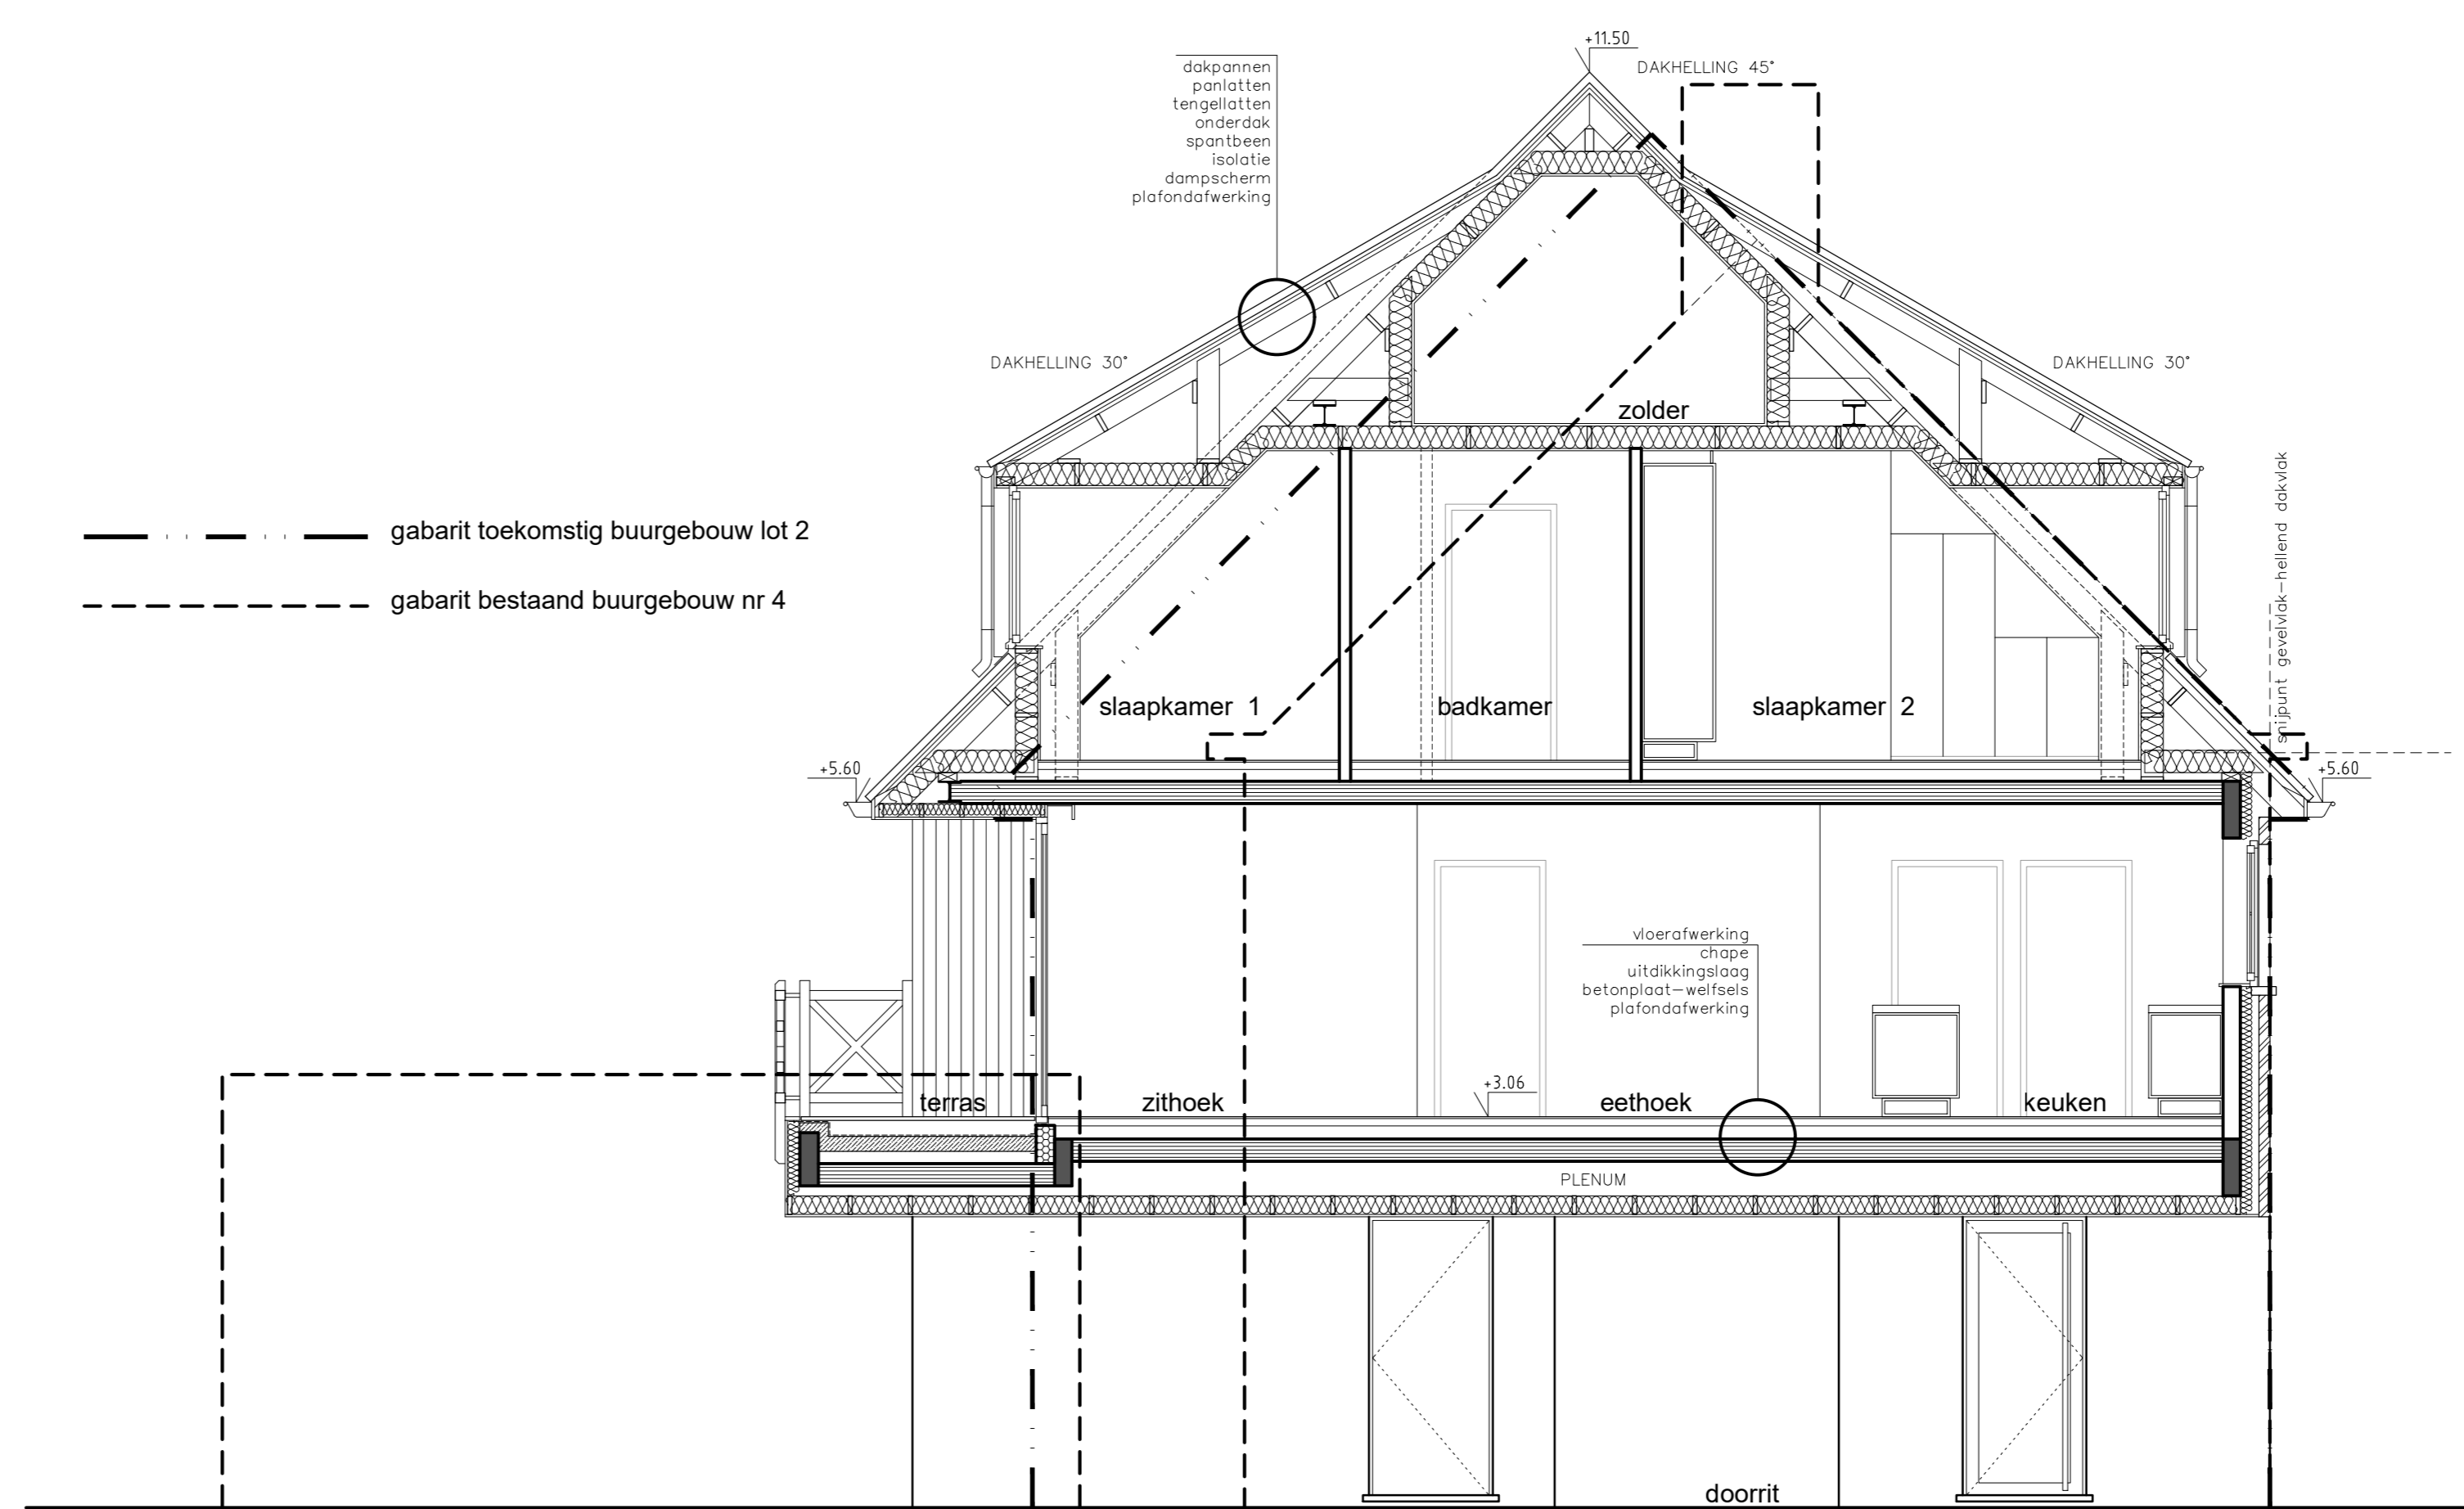 +11.50
DAKHELLING 45°
dakpannen
panlatten
tengellatten
onderdak
spantbeen
isolatie
dampscherm
plafondafwerking
DAKHELLING 30°
DAKHELLING 30°
zolder
snijpunt gevelvlak-hellend dakvlak
gabarit toekomstig buurgebouw lot 2
gabarit bestaand buurgebouw nr 4
slaapkamer 1
badkamer
slaapkamer 2
+5.60
+5.60
vloerafwerking
chape
uitdikkingslaag
betonplaat-welfsels
plafondafwerking
+3.06
terras
zithoek
eethoek
keuken
PLENUM
doorrit